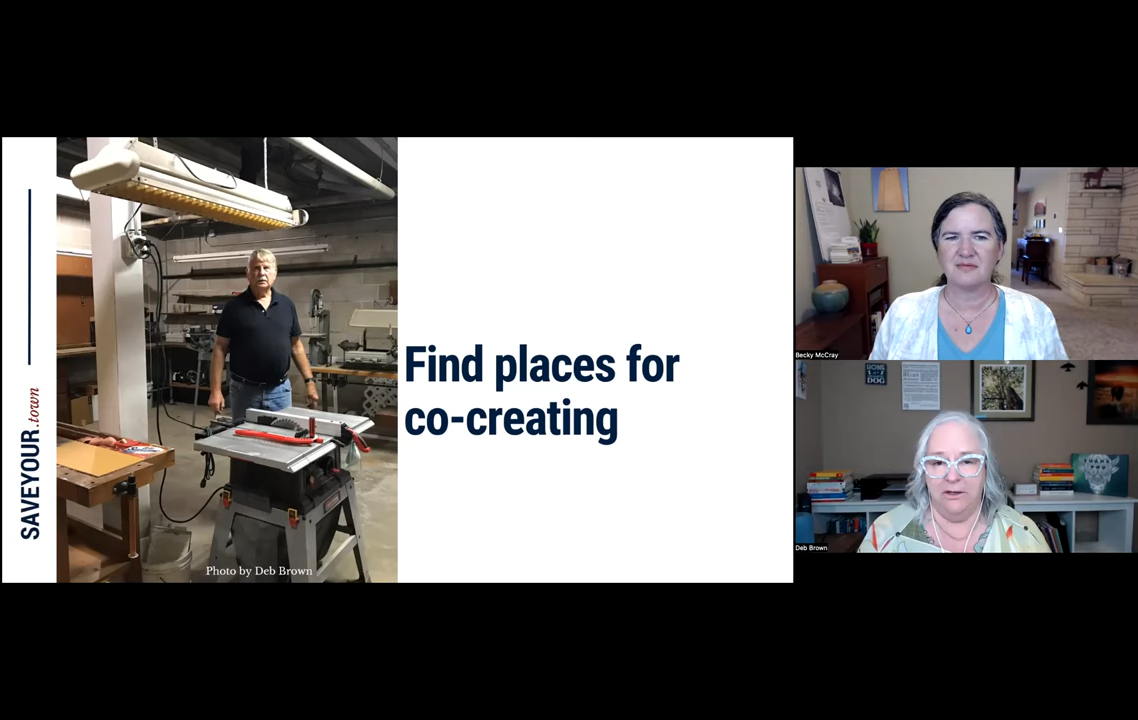 SAVEYOUR.town
Find places for
co-creating
Photo by Deb Brown
Becky McCray
Deb Brown